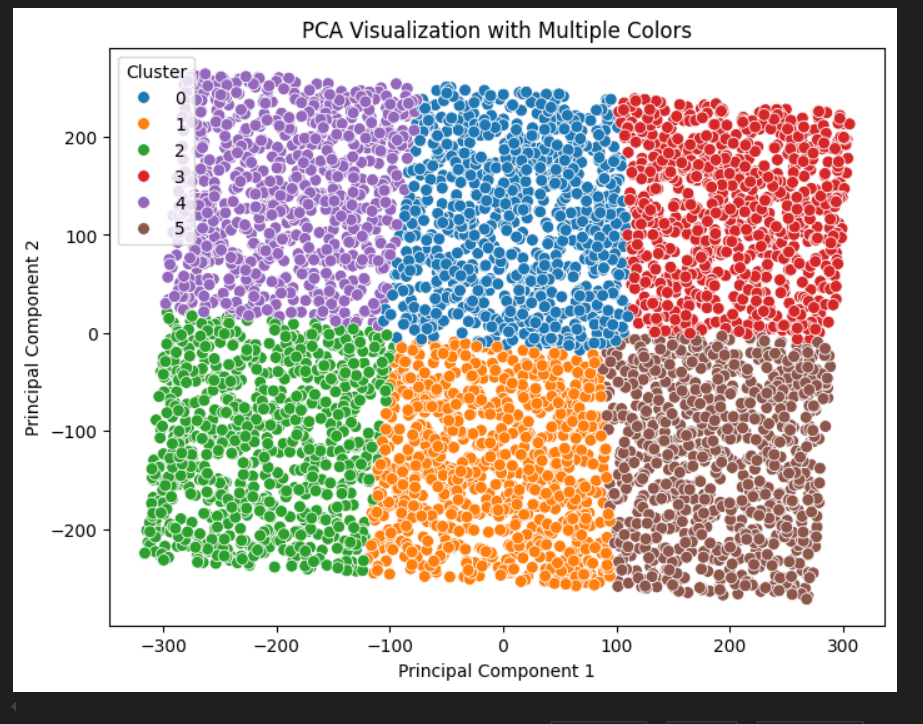 PCA Visualization with Multiple Colors
Cluster
0
1
2
3
4
5
200
100
0
−100
−200
Principal Component 2
−300 −200 −100 0 100 200 300
Principal Component 1